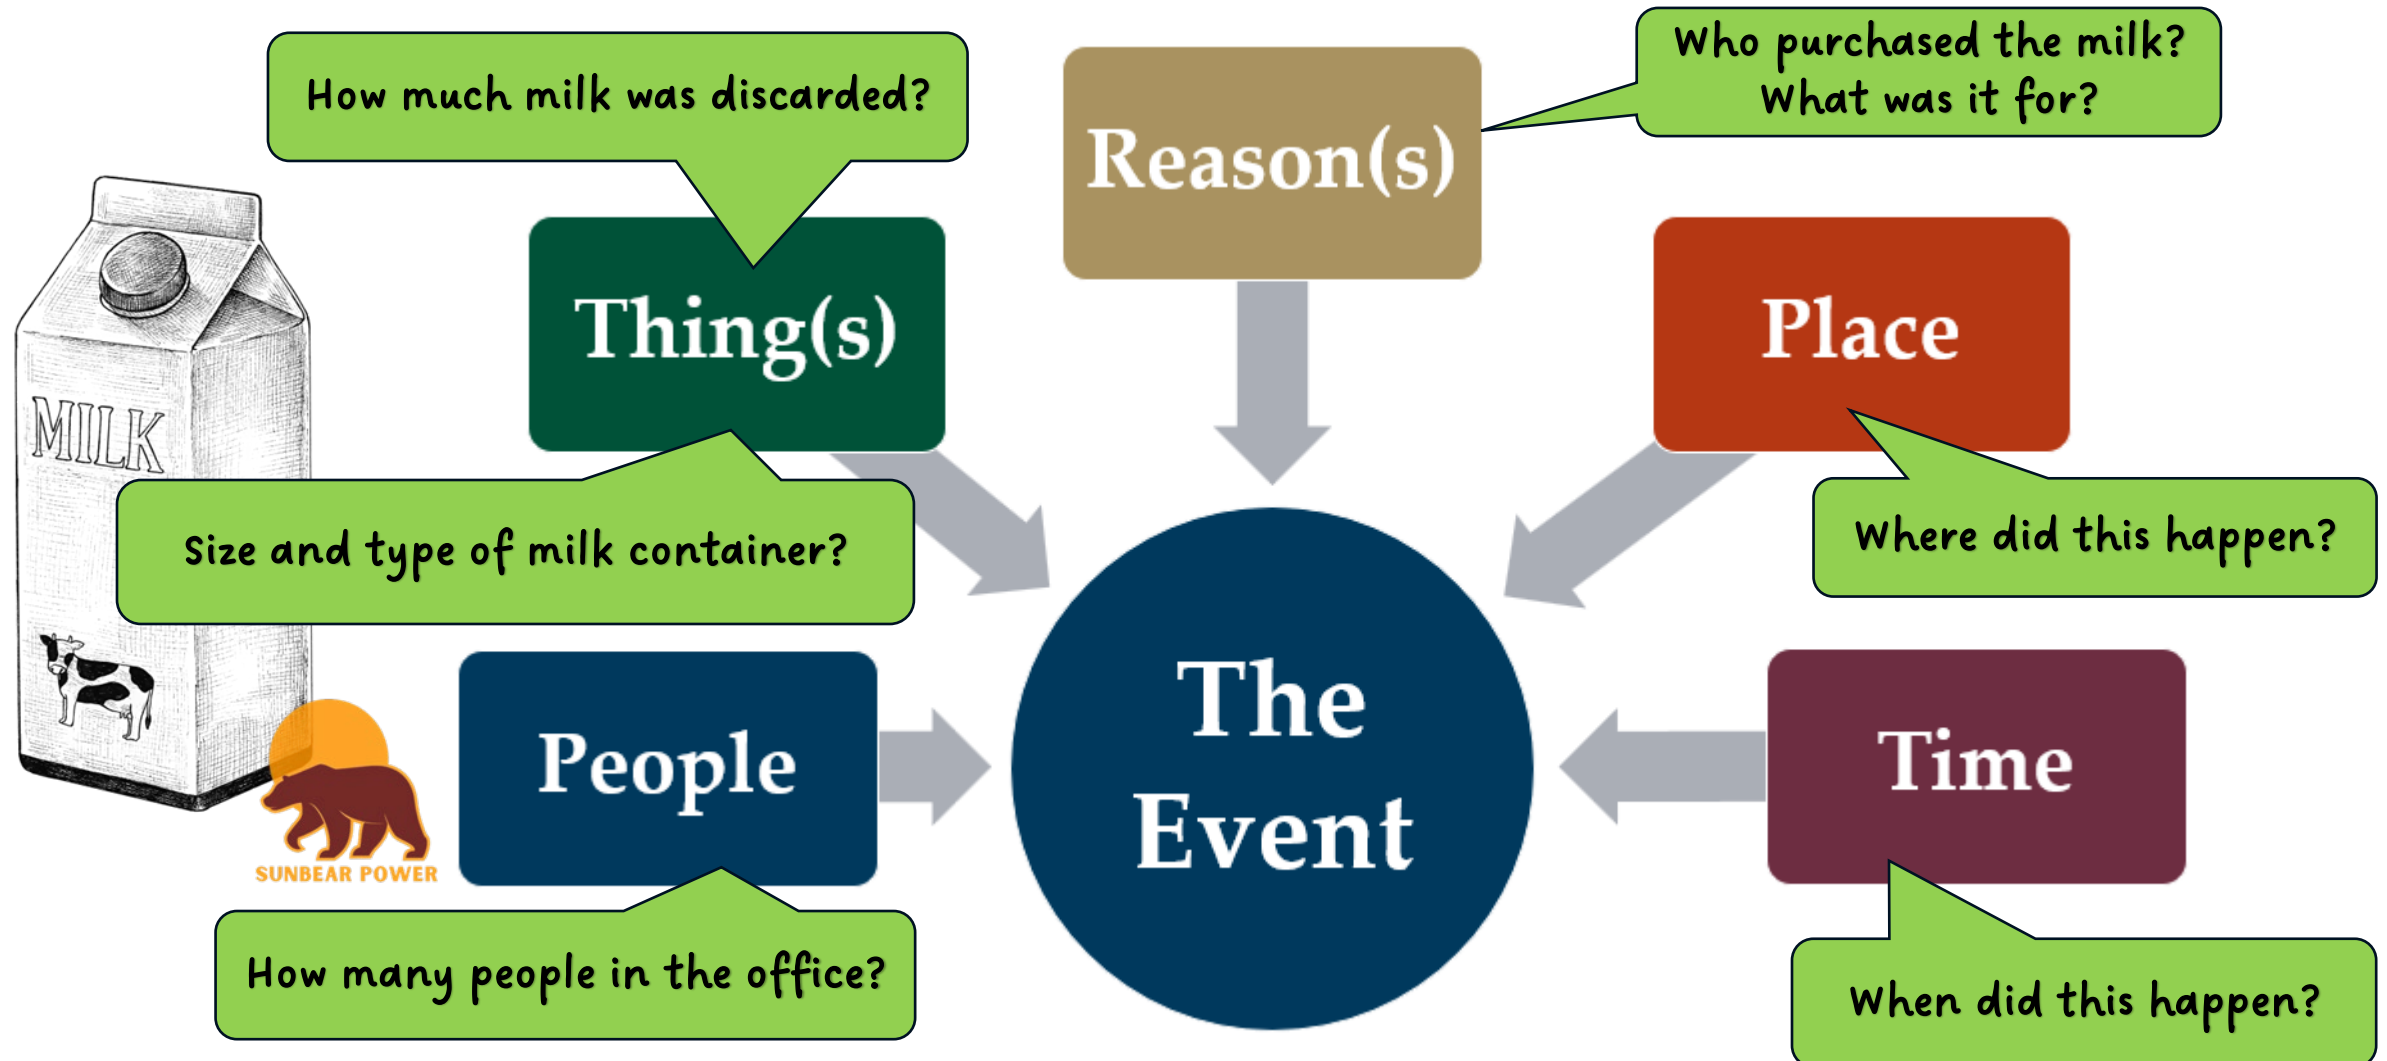 How much milk was discarded?
Reason(s)
Who purchased the milk?
What was it for?
Thing(s)
Place
MILK
Size and type of milk container?
Where did this happen?
People
The
Event
Time
SUNBEAR POWER
How many people in the office?
When did this happen?